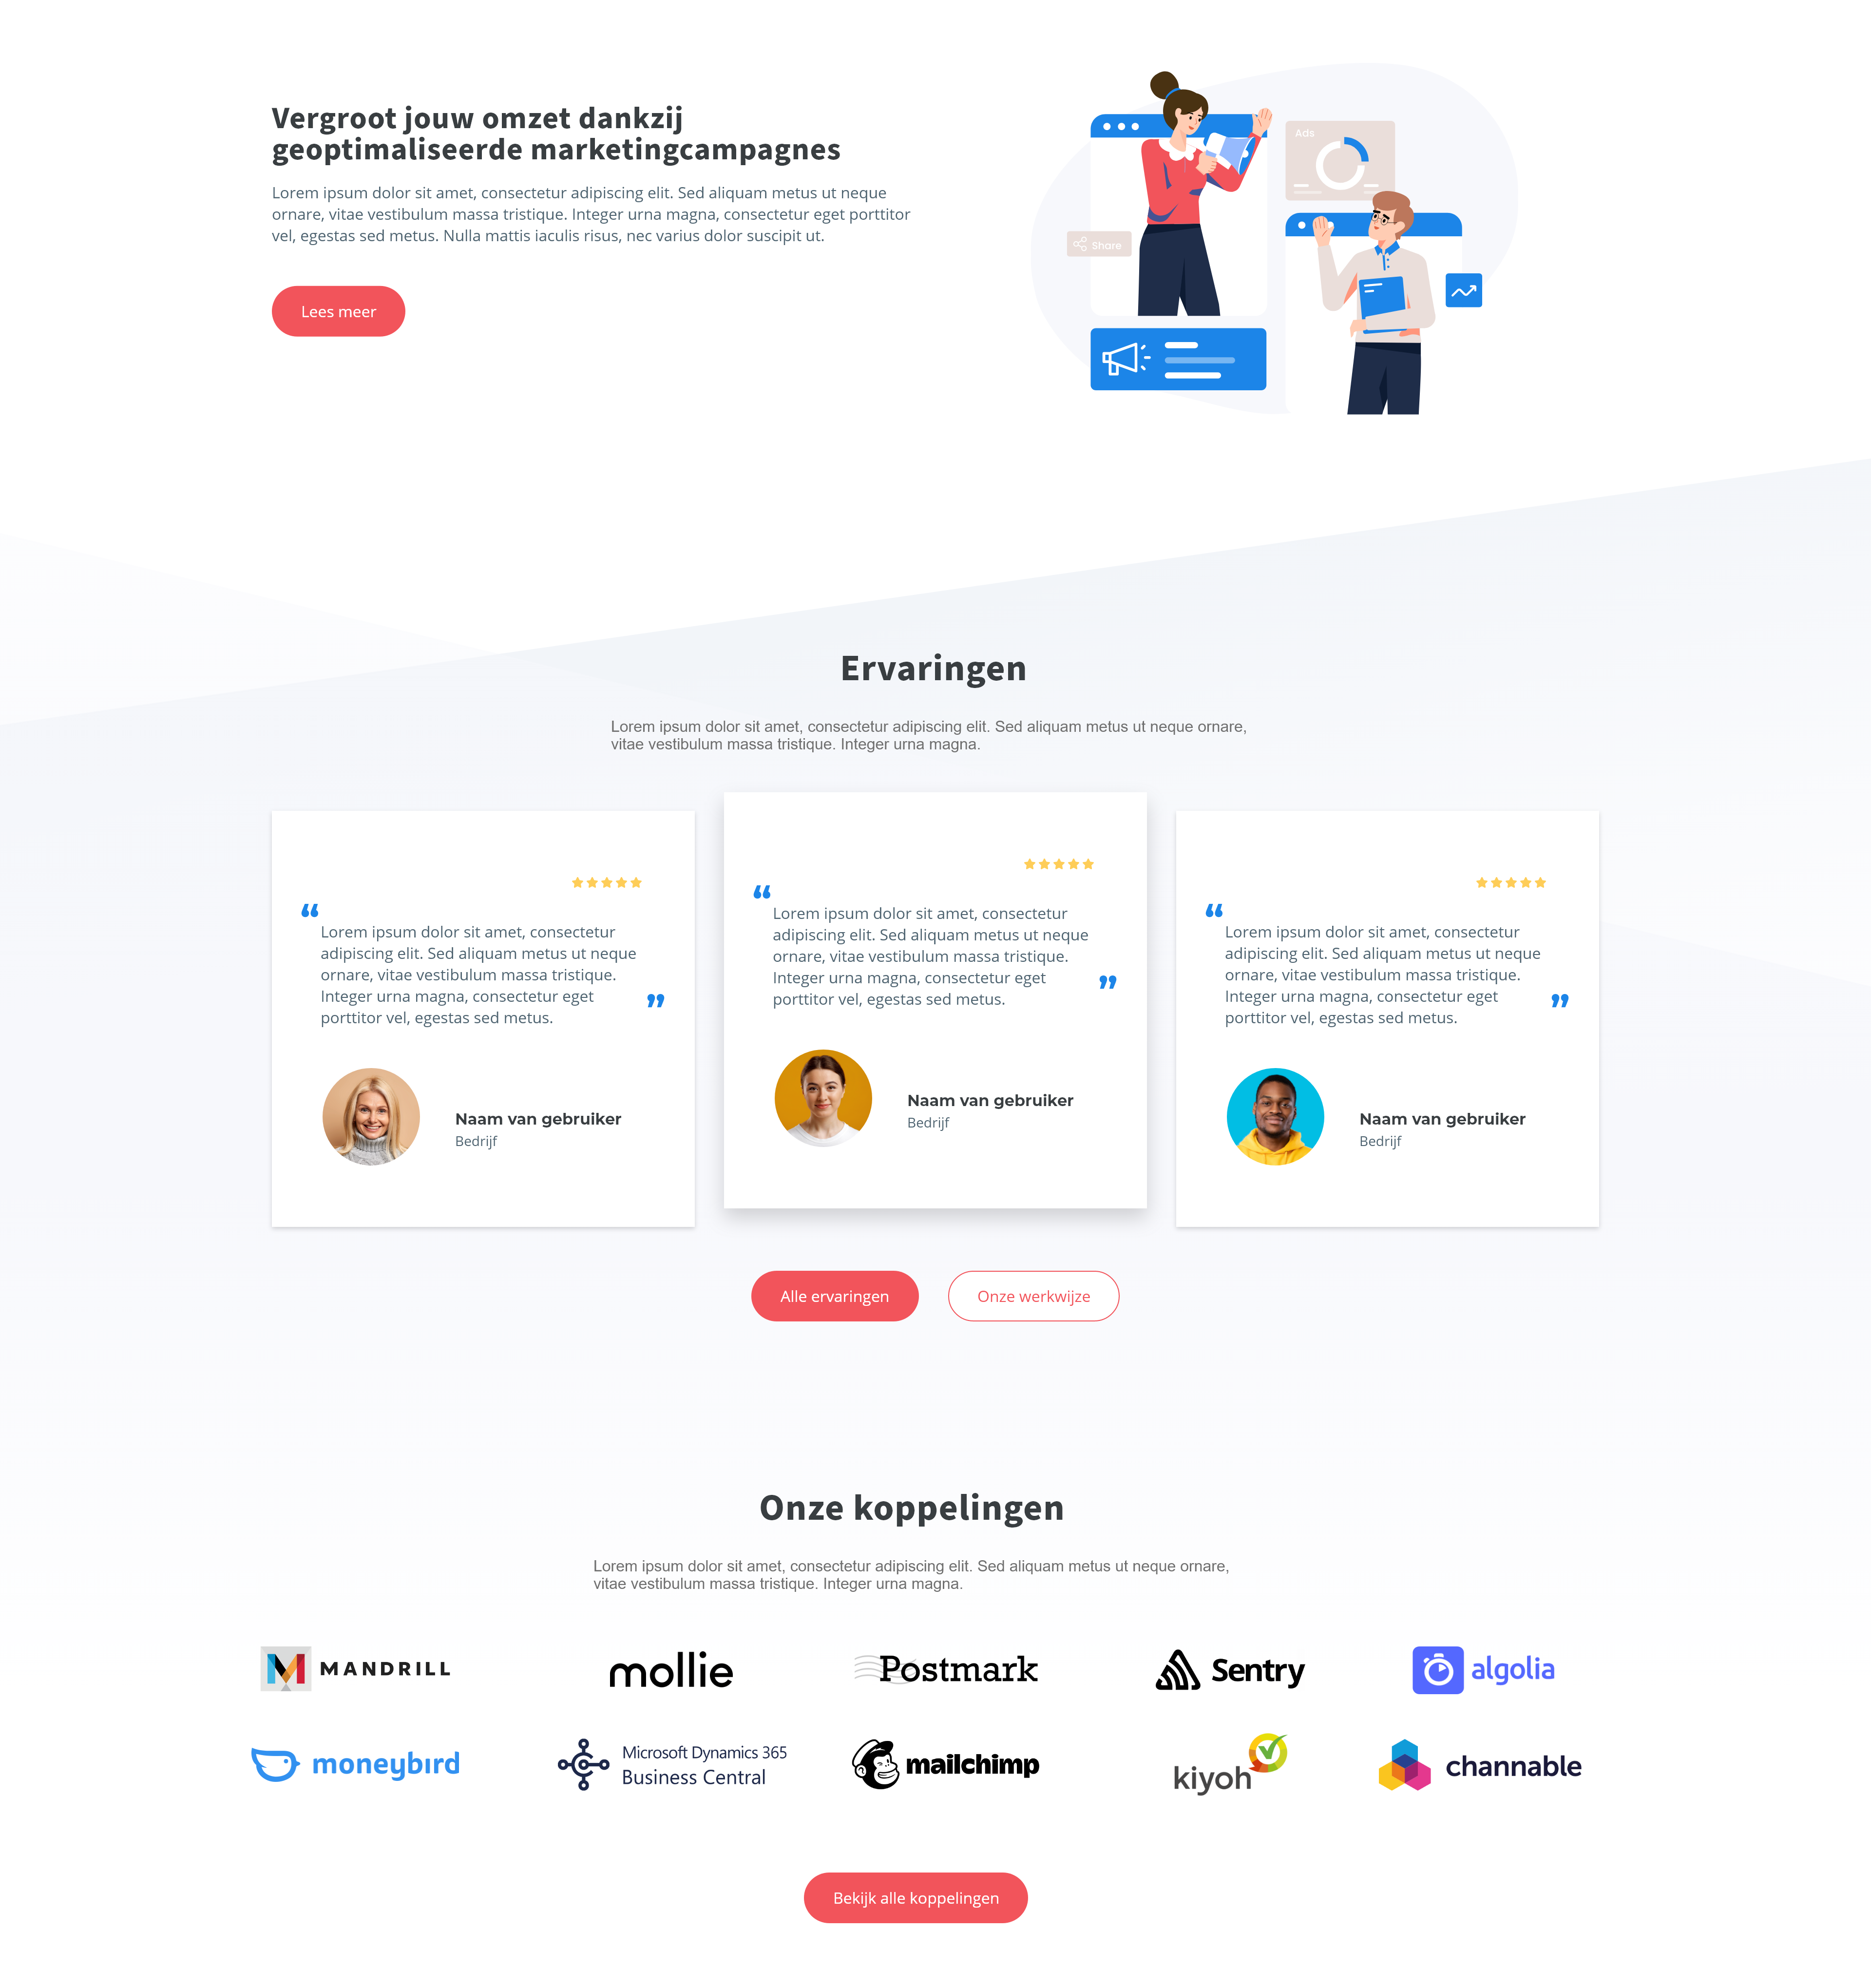 Vergroot jouw omzet dankzij
geoptimaliseerde marketingcampagnes
Lorem ipsum dolor sit amet, consectetur adipiscing elit. Sed aliquam metus ut neque
ornare, vitae vestibulum massa tristique. Integer urna magna, consectetur eget porttitor
vel, egestas sed metus. Nulla mattis iaculis risus, nec varius dolor suscipit ut.
Lees meer
Ads
Share
Ervaringen
Lorem ipsum dolor sit amet, consectetur adipiscing elit. Sed aliquam metus ut neque ornare,
vitae vestibulum massa tristique. Integer urna magna.
“
Lorem ipsum dolor sit amet, consectetur
adipiscing elit. Sed aliquam metus ut neque
ornare, vitae vestibulum massa tristique.
Integer urna magna, consectetur eget
porttitor vel, egestas sed metus.
”
Naam van gebruiker
Bedrijf
“
Lorem ipsum dolor sit amet, consectetur
adipiscing elit. Sed aliquam metus ut neque
ornare, vitae vestibulum massa tristique.
Integer urna magna, consectetur eget
porttitor vel, egestas sed metus.
”
Naam van gebruiker
Bedrijf
“
Lorem ipsum dolor sit amet, consectetur
adipiscing elit. Sed aliquam metus ut neque
ornare, vitae vestibulum massa tristique.
Integer urna magna, consectetur eget
porttitor vel, egestas sed metus.
”
Naam van gebruiker
Bedrijf
Alle ervaringen
Onze werkwijze
Onze koppelingen
Lorem ipsum dolor sit amet, consectetur adipiscing elit. Sed aliquam metus ut neque ornare,
vitae vestibulum massa tristique. Integer urna magna.
MANDRILL
mollie
Postmark
Sentry
algolia
moneybird
Microsoft Dynamics 365
Business Central
mailchimp
kiyoh
channable
Bekijk alle koppelingen